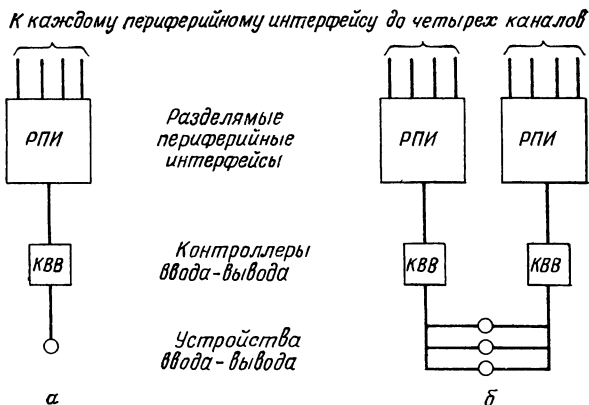 К каждому периферийному интерфейсу до четырех каналов
РПИ
Разделямые
периферийные
интерфейсы
РПИ
РПИ
КВВ
Контроллеры
ввода-вывода
КВВ
КВВ
Устройства
ввода-вывода
а
б